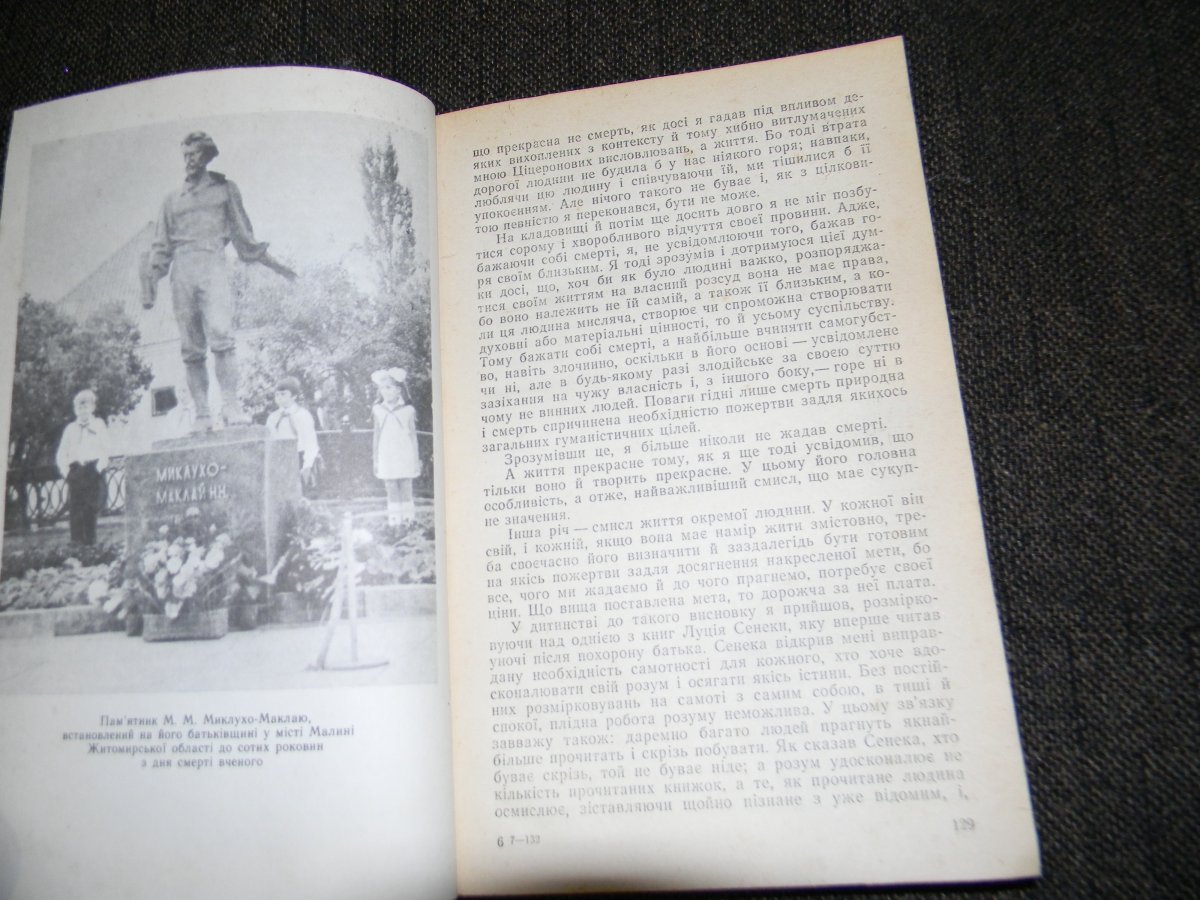 МИКЛУХО-
МАКЛАЙ Н.Н.
Пам'ятник М. М. Миклухо-Маклаю,
встановлений на його батьківщині у місті Малині
Житомирської області до сотих роковин
з дня смерті вченого
що прекрасна не смерть, як досі я гадав під впливом де-
яких вихоплених з контексту й тому хибно витлумачених
мною Ціцеронових висловлювань, а життя. Бо тоді втрата
дорогої людини не будила б у нас ніякого горя; навпаки,
люблячи цю людину і співчуваючи їй, ми тішилися б її
упокоєнням. Але нічого такого не буває і, як з цілкови-
тою певністю я переконався, бути не може.
На кладовищі й потім ще досить довго я не міг позбу-
тися сорому і хворобливого відчуття своєї провини. Адже,
бажаючи собі смерті, я, не усвідомлюючи того, бажав го-
ря своїм близьким. Я тоді зрозумів і дотримуюся цієї дум-
ки досі, що, хоч би як було людині важко, розпоряджа-
тися своїм життям на власний розсуд вона не має права,
бо воно належить не їй самій, а також її близьким, а ко-
ли ця людина мисляча, створює чи спроможна створювати
духовні або матеріальні цінності, то й усьому суспільству.
Тому бажати собі смерті, а найбільше вчиняти самогубст-
во, навіть злочинно, оскільки в його основі — усвідомлене
чи ні, але в будь-якому разі злодійське за своєю суттю
зазіхання на чужу власність і, з іншого боку,— горе ні в
чому не винних людей. Поваги гідні лише смерть природна
і смерть спричинена необхідністю пожертви задля якихось
загальних гуманістичних цілей.
Зрозумівши це, я більше ніколи не жадав смерті.
А життя прекрасне тому, як я ще тоді усвідомив, що
тільки воно й творить прекрасне. У цьому його головна
особливість, а отже, найважливіший смисл, що має сукуп-
не значення.
Інша річ — смисл життя окремої людини. У кожної він
свій, і кожній, якщо вона має намір жити змістовно, тре-
ба своєчасно його визначити й заздалегідь бути готовим
на якісь пожертви задля досягнення накресленої мети, бо
все, чого ми жадаємо й до чого прагнемо, потребує своєї
ціни. Що вища поставлена мета, то дорожча за неї плата.
У дитинстві до такого висновку я прийшов, розмірко-
вуючи над однією з книг Луція Сенеки, яку вперше читав
уночі після похорону батька. Сенека відкрив мені виправ-
дану необхідність самотності для кожного, хто хоче вдо-
сконалювати свій розум і осягати якісь істини. Без постій-
них розмірковувань на самоті з самим собою, в тиші й
спокої, плідна робота розуму неможлива. У цьому зв'язку
зауважу також: даремно багато людей прагнуть якнай-
більше прочитати і скрізь побувати. Як сказав Сенека, хто
буває скрізь, той не буває ніде; а розум удосконалює не
кількість прочитаних книжок, а те, як прочитане людина
осмислює, зіставляючи щойно пізнане з уже відомим, і,
6 7—132
129